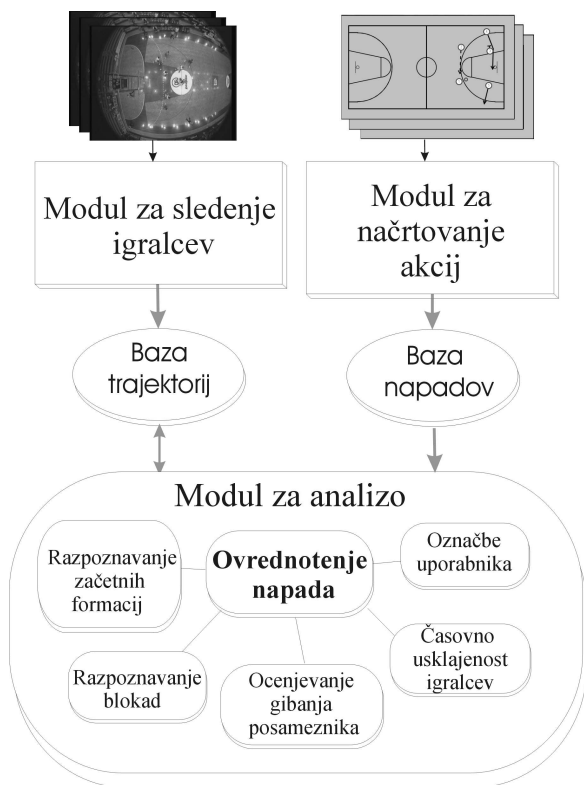 Modul za sledenje
igralcev
Modul za
načrtovanje
akcij
Baza
trajektorij
Baza
napadov
Modul za analizo
Razpoznavanje
začetnih
formacij
Ovrednotenje
napada
Označbe
uporabnika
Razpoznavanje
blokad
Ocenjevanje
gibanja
posameznika
Časovno
usklajenost
igralcev